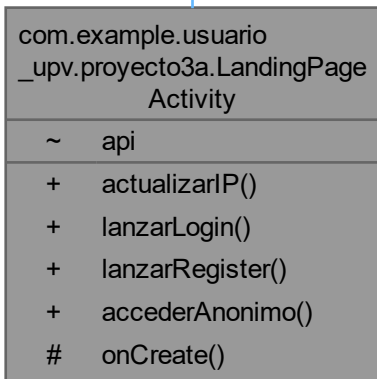 com.example.usuario
_upv.proyecto3a.LandingPage
Activity
~ api
+ actualizarIP()
+ lanzarLogin()
+ lanzarRegister()
+ accederAnonimo()
# onCreate()